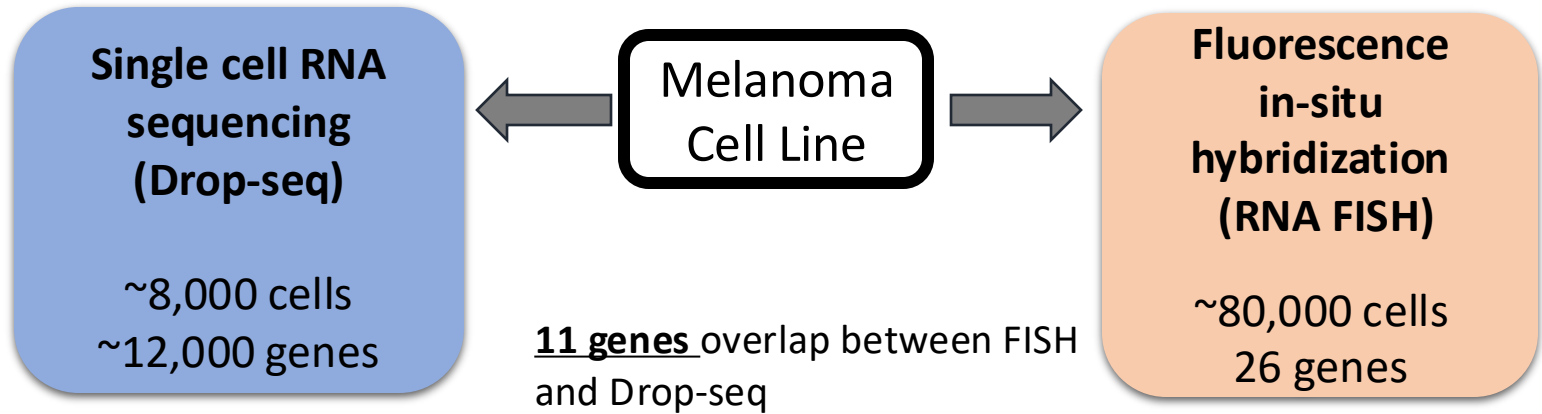 Single cell RNA
sequencing
(Drop-seq)
~8,000 cells
~12,000 genes
Melanoma
Cell Line
11 genes overlap between FISH
and Drop-seq
Fluorescence
in-situ
hybridization
(RNA FISH)
~80,000 cells
26 genes